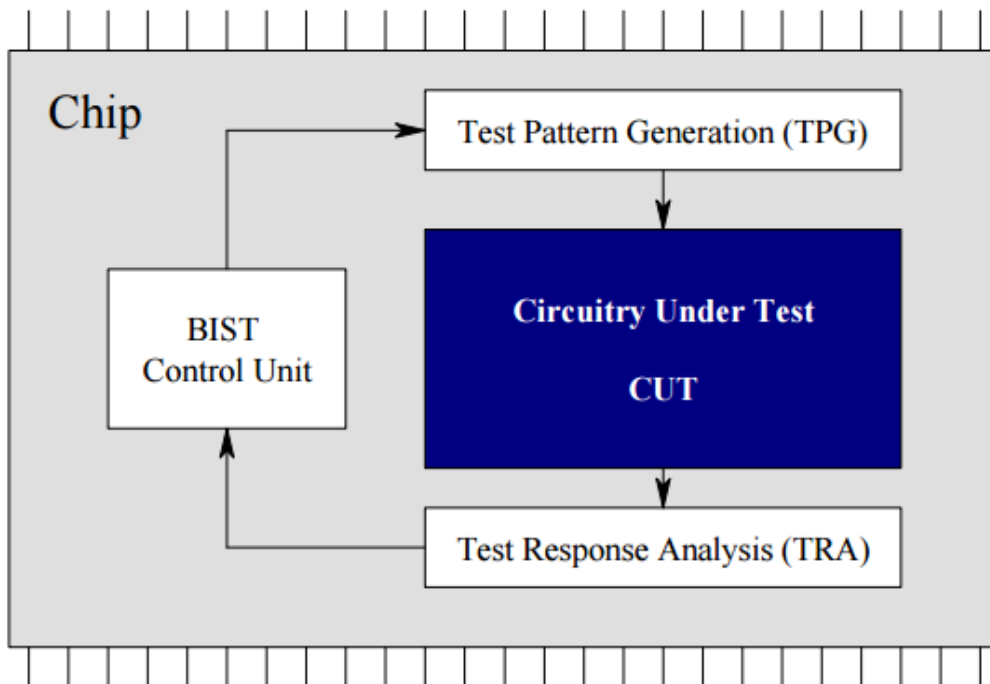 Chip
Test Pattern Generation (TPG)
Circuitry Under Test
CUT
BIST
Control Unit
Test Response Analysis (TRA)